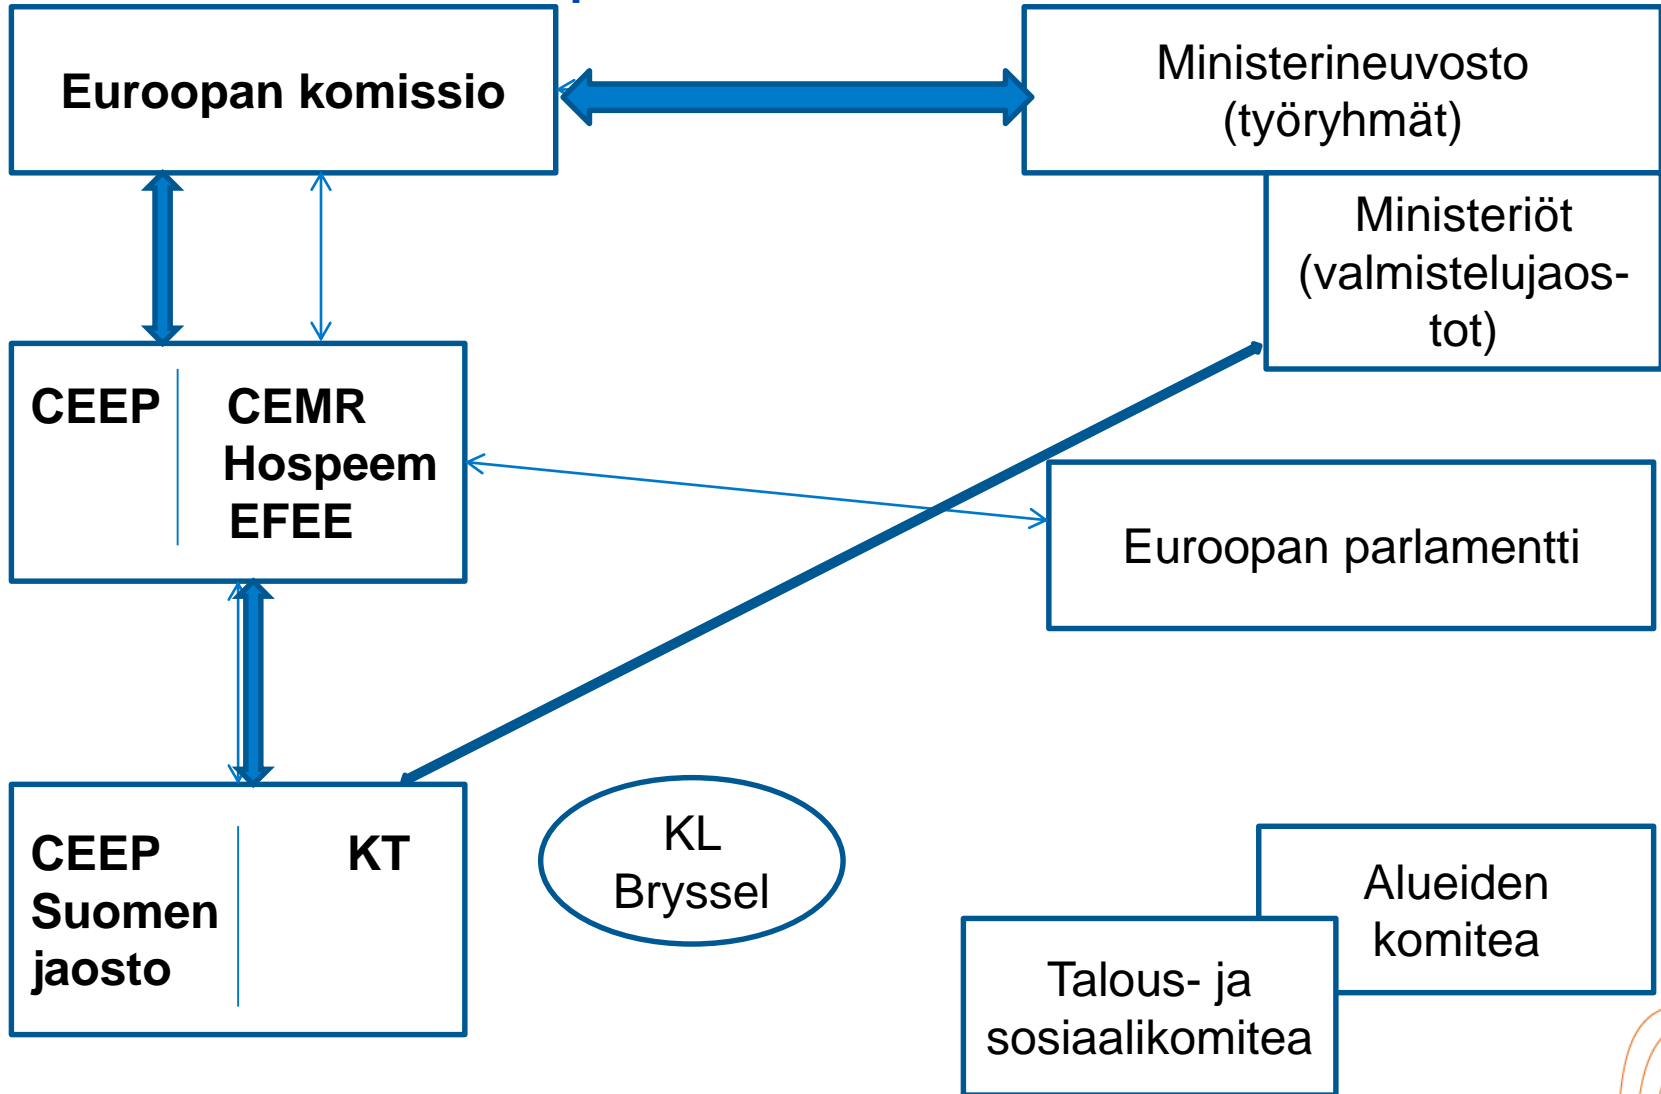 Euroopan komissio
Ministerineuvosto
(työryhmät)
Ministeriöt
(valmistelujaos-
tot)
CEEP
CEMR
Hospeem
EFEE
Euroopan parlamentti
CEEP
Suomen
jaosto
KT
KL
Bryssel
Alueiden
komitea
Talous- ja
sosiaalikomitea